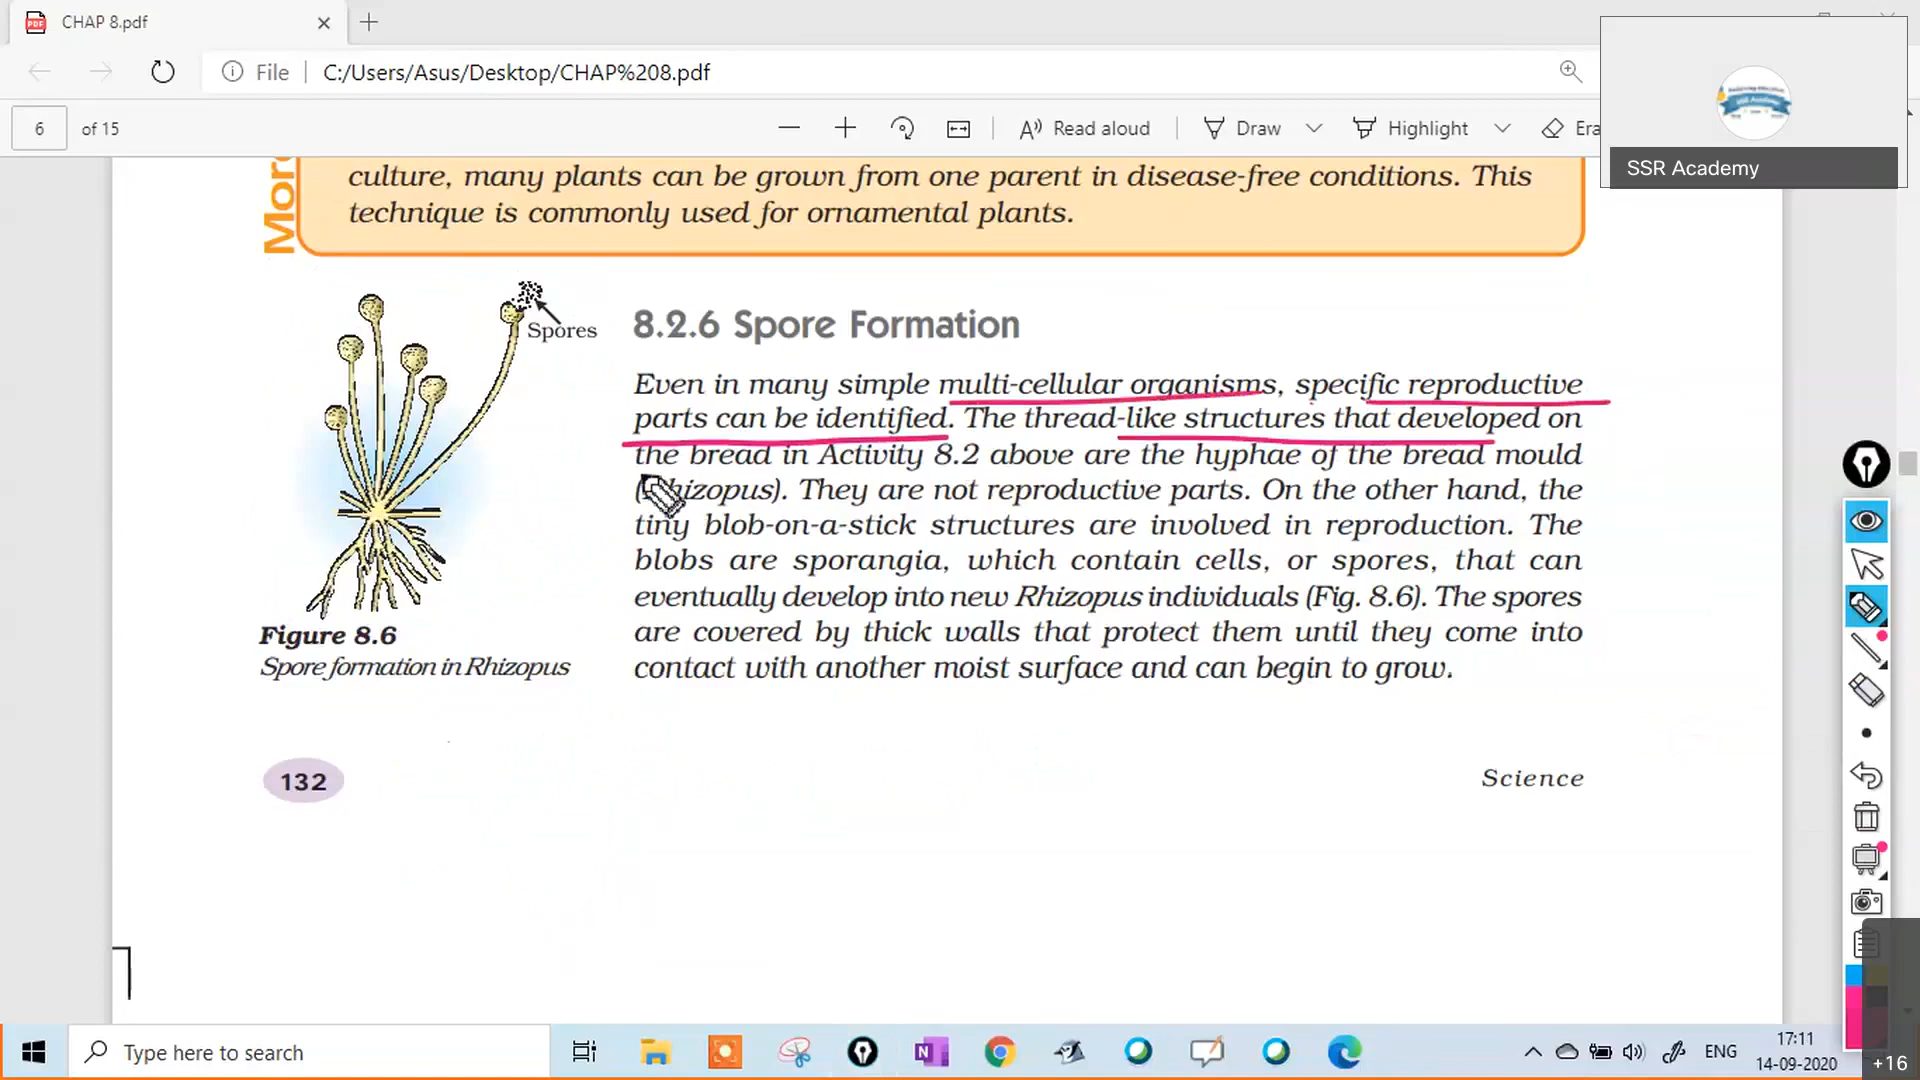 CHAP 8.pdf
File
C:/Users/Asus/Desktop/CHAP%208.pdf
6 of 15
Read aloud
Draw
Highlight
Era
SSR Academy
More
culture, many plants can be grown from one parent in disease-free conditions. This
technique is commonly used for ornamental plants.
Spores
8.2.6 Spore Formation
Even in many simple multi-cellular organisms, specific reproductive
parts can be identified. The thread-like structures that developed on
the bread in Activity 8.2 above are the hyphae of the bread mould
(Rhizopus). They are not reproductive parts. On the other hand, the
tiny blob-on-a-stick structures are involved in reproduction. The
blobs are sporangia, which contain cells, or spores, that can
eventually develop into new Rhizopus individuals (Fig. 8.6). The spores
are covered by thick walls that protect them until they come into
contact with another moist surface and can begin to grow.
Figure 8.6
Spore formation in Rhizopus
132
Science
Type here to search
ENG
17:11
14-09-2020
+16